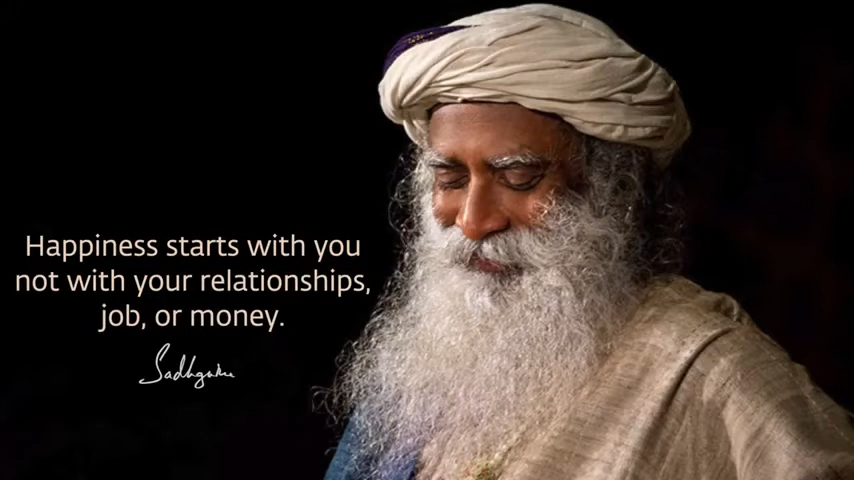 Happiness starts with you
not with your relationships,
job, or money.
Sadhguru